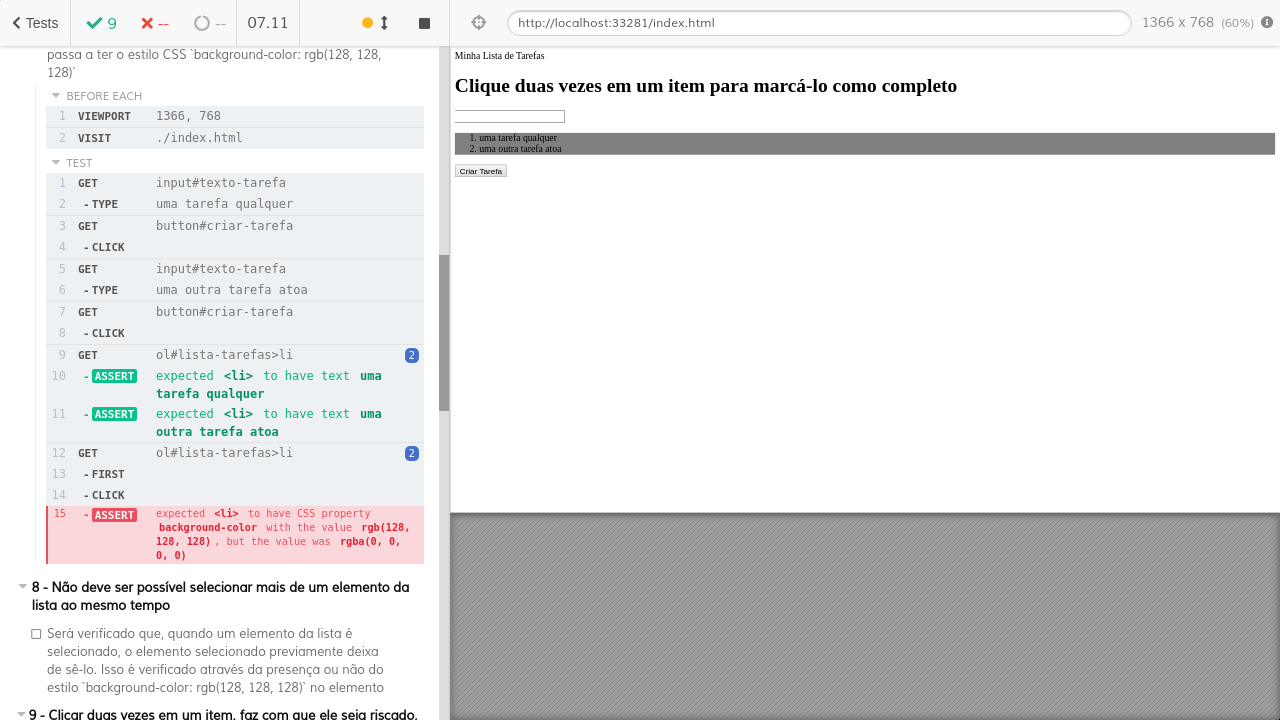 Tests
9
--
--
07.11
http://localhost:33281/index.html
1366 x 768 (60%)
passa a ter o estilo CSS `background-color: rgb(128, 128,
128)`
BEFORE EACH
1 VIEWPORT 1366, 768
2 VISIT ./index.html
TEST
1 GET input#texto-tarefa
2 -TYPE uma tarefa qualquer
3 GET button#criar-tarefa
4 -CLICK
5 GET input#texto-tarefa
6 -TYPE uma outra tarefa atoa
7 GET button#criar-tarefa
8 -CLICK
9 GET ol#lista-tarefas>li 2
10 -ASSERT expected <li> to have text uma
tarefa qualquer
11 -ASSERT expected <li> to have text uma
outra tarefa atoa
12 GET ol#lista-tarefas>li 2
13 -FIRST
14 -CLICK
15 -ASSERT expected <li> to have CSS property
background-color with the value rgb(128,
128, 128), but the value was rgba(0, 0,
0, 0)
8 - Não deve ser possível selecionar mais de um elemento da
lista ao mesmo tempo
Será verificado que, quando um elemento da lista é
selecionado, o elemento selecionado previamente deixa
de sê-lo. Isso é verificado através da presença ou não do
estilo `background-color: rgb(128, 128, 128)` no elemento
9 - Clicar duas vezes em um item, faz com que ele seja riscado,
Minha Lista de Tarefas
Clique duas vezes em um item para marcá-lo como completo
1. uma tarefa qualquer
2. uma outra tarefa atoa
Criar Tarefa